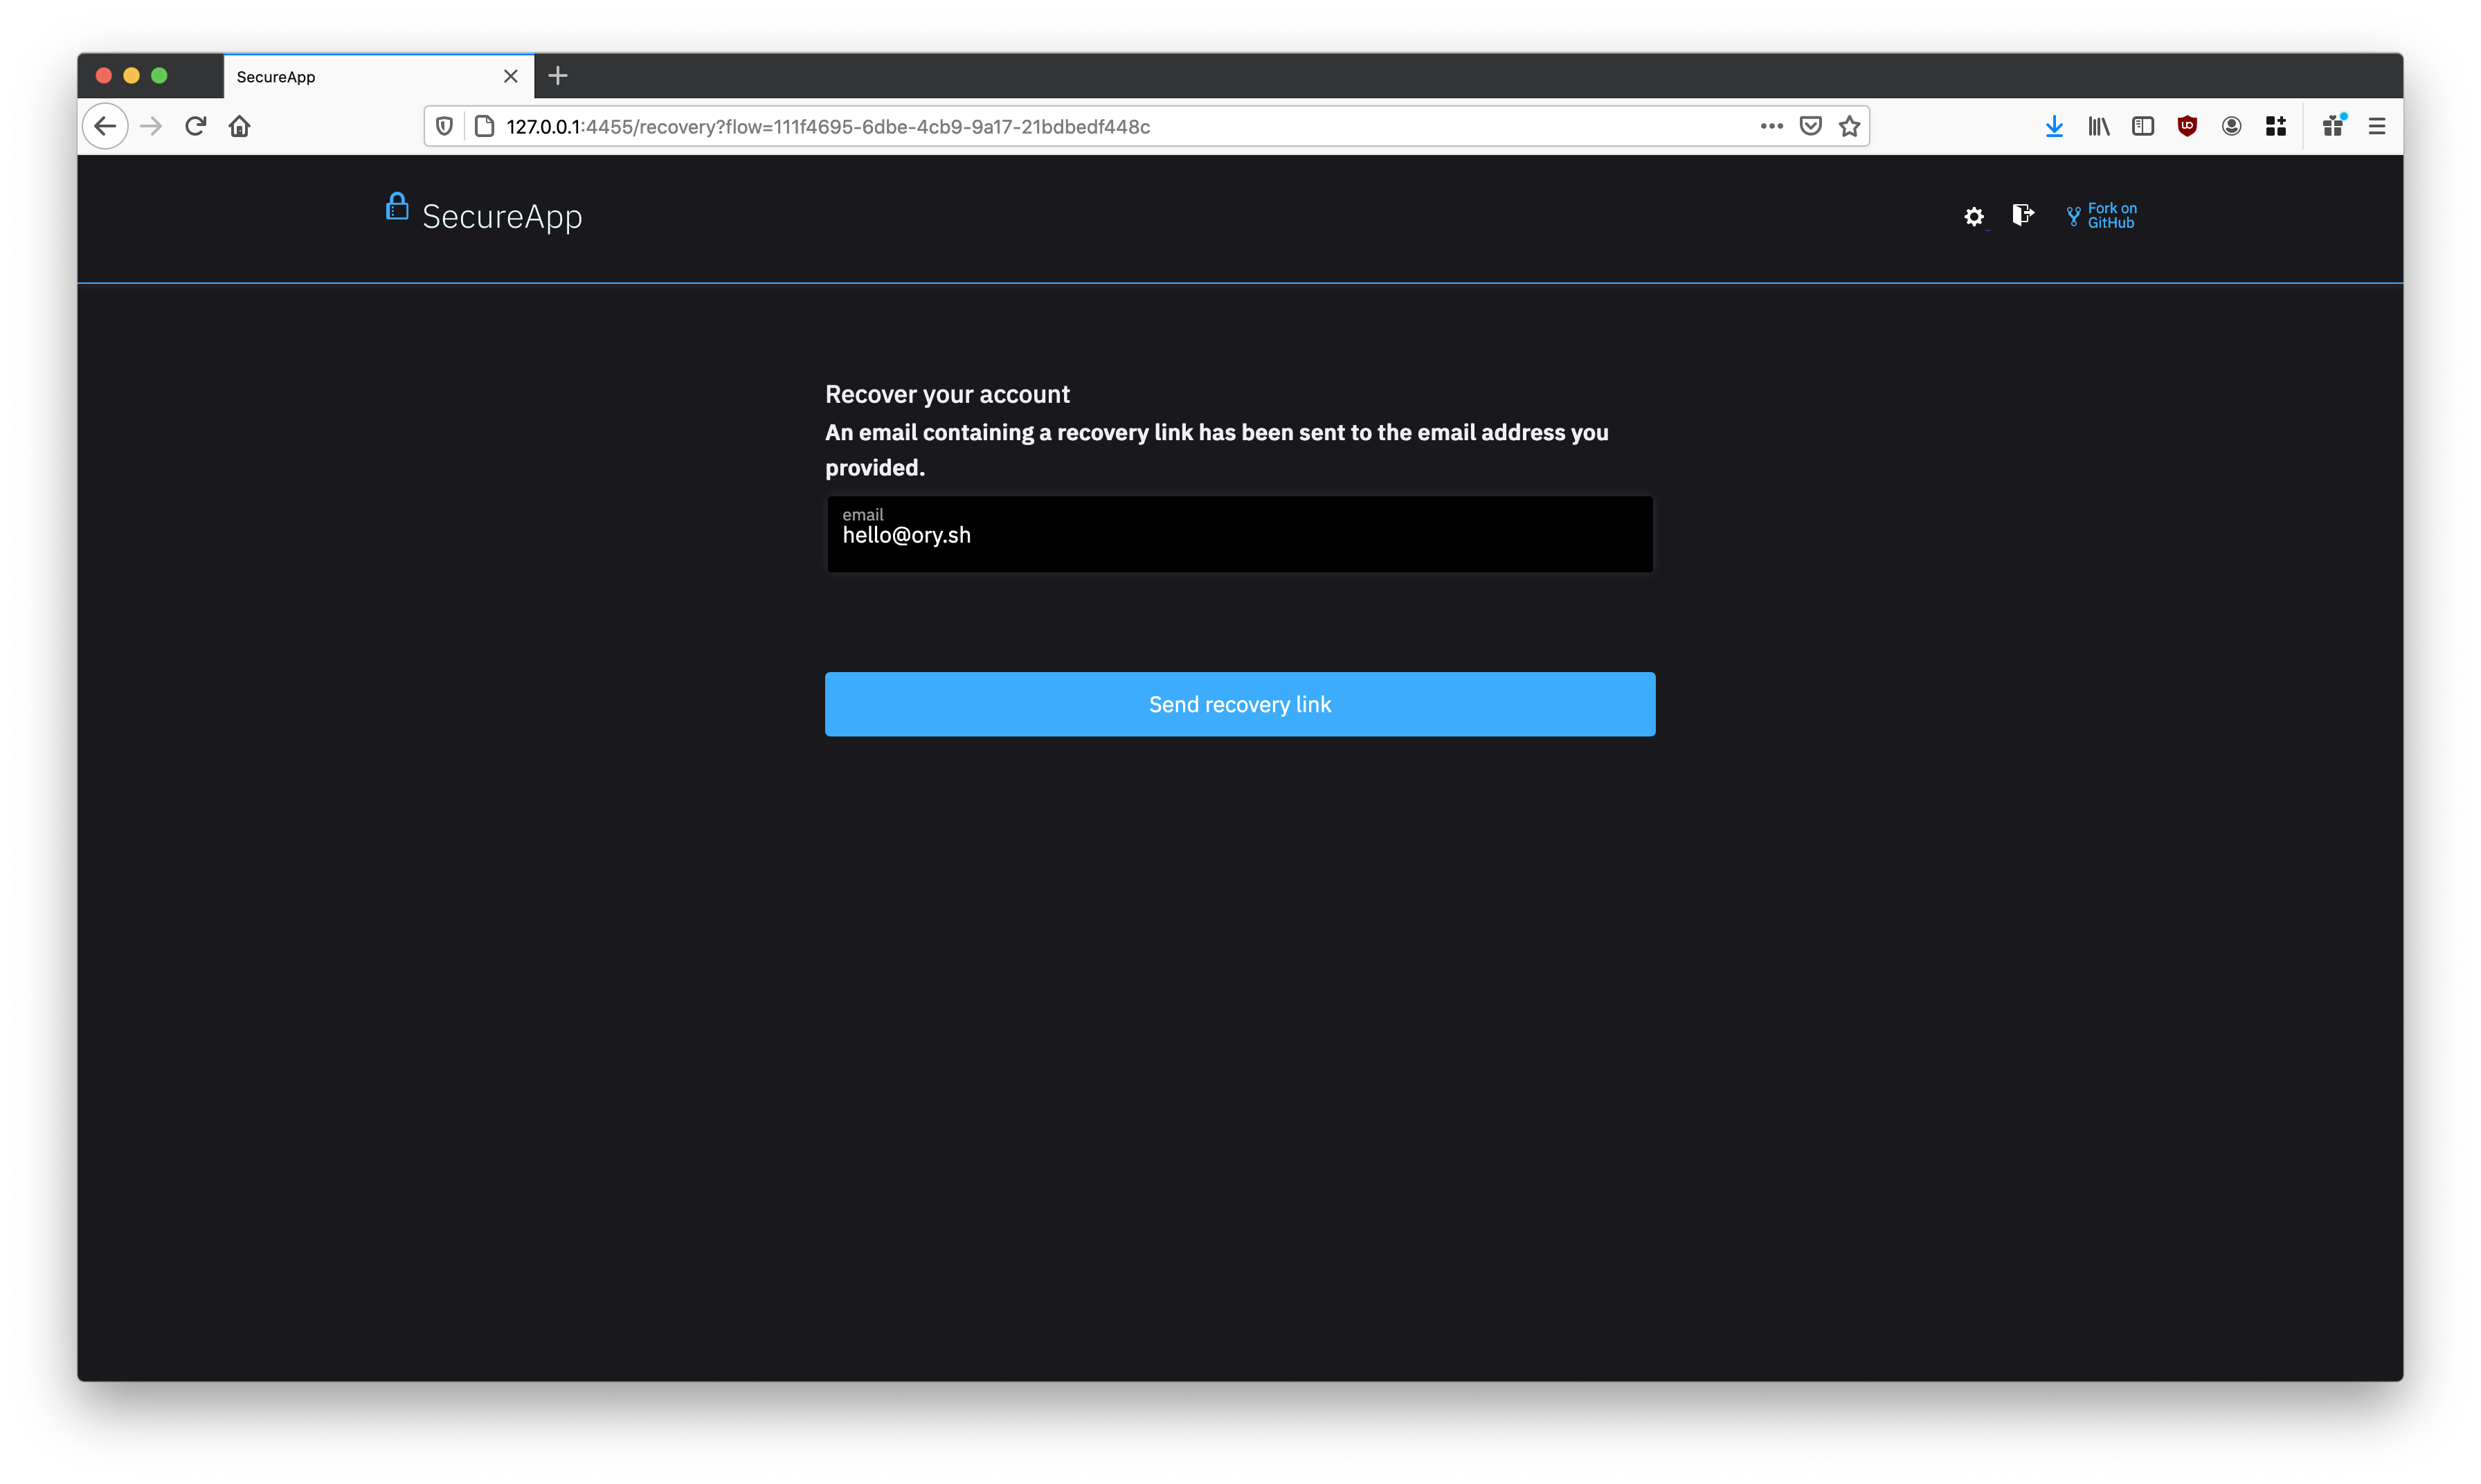 SecureApp
127.0.0.1:4455/recovery?flow=111f4695-6dbe-4cb9-9a17-21bdbedf448c
SecureApp
Fork on
GitHub
Recover your account
An email containing a recovery link has been sent to the email address you
provided.
email
hello@ory.sh
Send recovery link